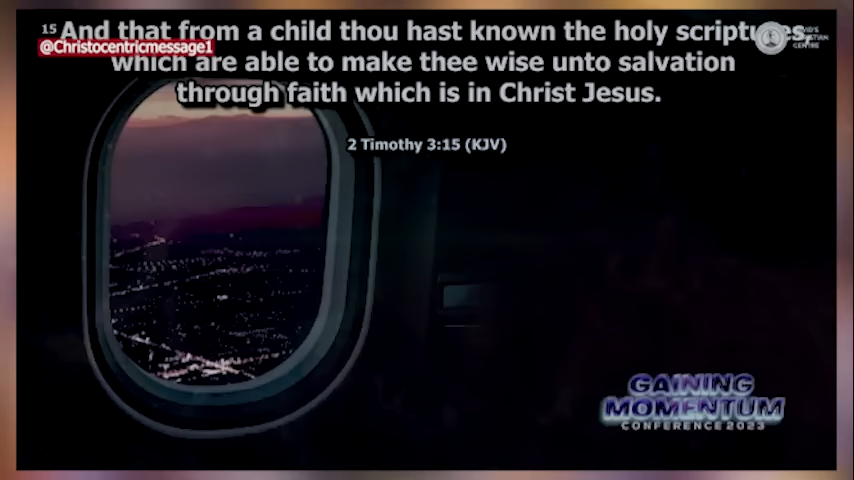 15 And that from a child thou hast known the holy scriptures,
@Christocentricmessage1
which are able to make thee wise unto salvation
through faith which is in Christ Jesus.
2 Timothy 3:15 (KJV)
GAINING
MOMENTUM
CONFERENCE 2023